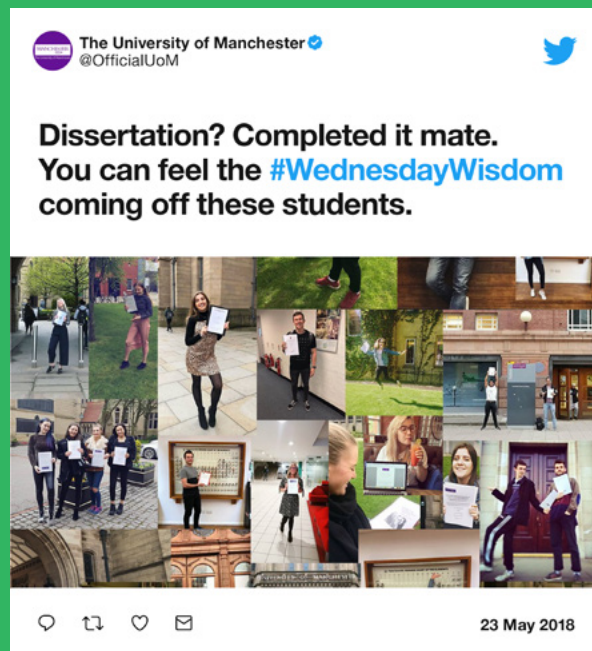 The University of Manchester
@OfficialUoM
Dissertation? Completed it mate.
You can feel the #WednesdayWisdom
coming off these students.
23 May 2018